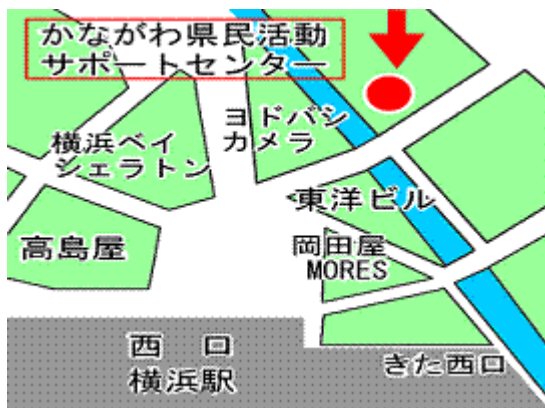 かながわ県民活動
サポートセンター
ヨドバシ
カメラ
横浜ベイ
シェラトン
東洋ビル
高島屋
岡田屋
MORES
西口
横浜駅
きた西口